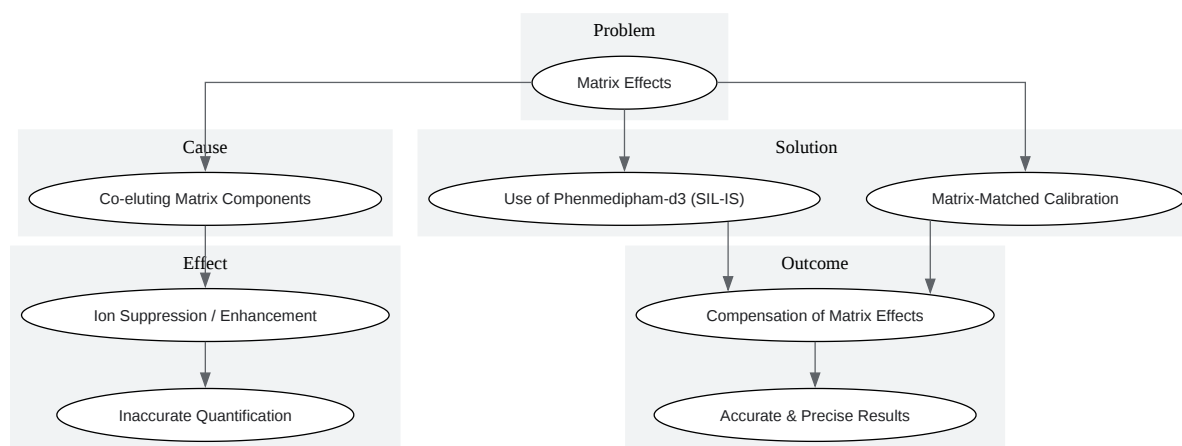 Problem
Matrix Effects
Cause
Solution
Co-eluting Matrix Components
Use of Phenmedipham-d3 (SIL-IS)
Matrix-Matched Calibration
Effect
Outcome
Ion Suppression / Enhancement
Compensation of Matrix Effects
Inaccurate Quantification
Accurate & Precise Results